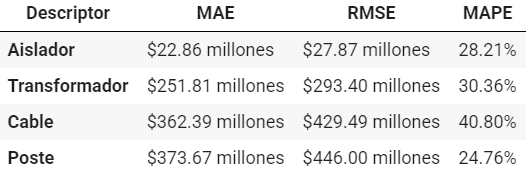 Descriptor MAE RMSE MAPE
Aislador $22.86 millones $27.87 millones 28.21%
Transformador $251.81 millones $293.40 millones 30.36%
Cable $362.39 millones $429.49 millones 40.80%
Poste $373.67 millones $446.00 millones 24.76%